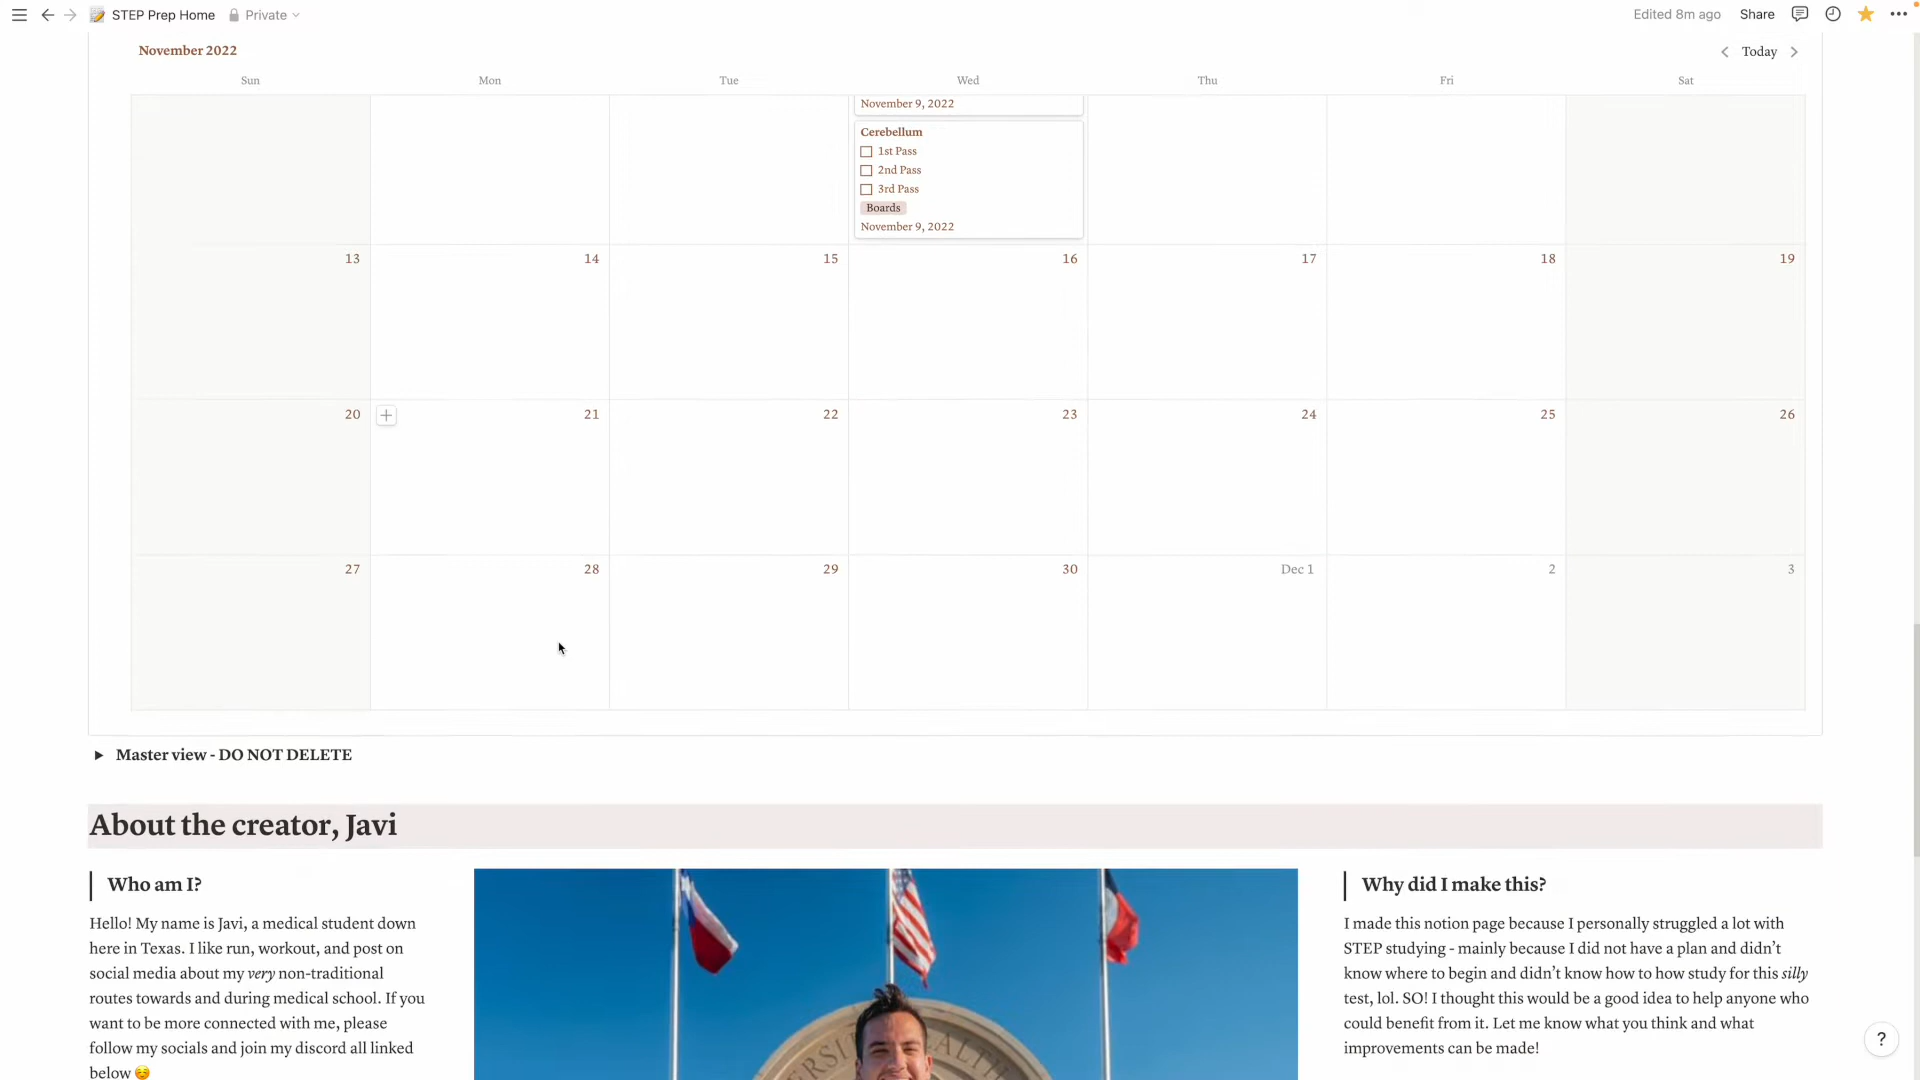 STEP Prep Home Private
Edited 8m ago Share
November 2022
Today
Sun Mon Tue Wed Thu Fri Sat
November 9, 2022
Cerebellum
1st Pass
2nd Pass
3rd Pass
Boards
November 9, 2022
13 14 15 16 17 18 19
20 21 22 23 24 25 26
27 28 29 30 Dec 1 2 3
Master view - DO NOT DELETE
About the creator, Javi
Who am I?
Hello! My name is Javi, a medical student down
here in Texas. I like run, workout, and post on
social media about my very non-traditional
routes towards and during medical school. If you
want to be more connected with me, please
follow my socials and join my discord all linked
below ☺️
Why did I make this?
I made this notion page because I personally struggled a lot with
STEP studying - mainly because I did not have a plan and didn't
know where to begin and didn't know how to how study for this silly
test, lol. SO! I thought this would be a good idea to help anyone who
could benefit from it. Let me know what you think and what
improvements can be made!
?